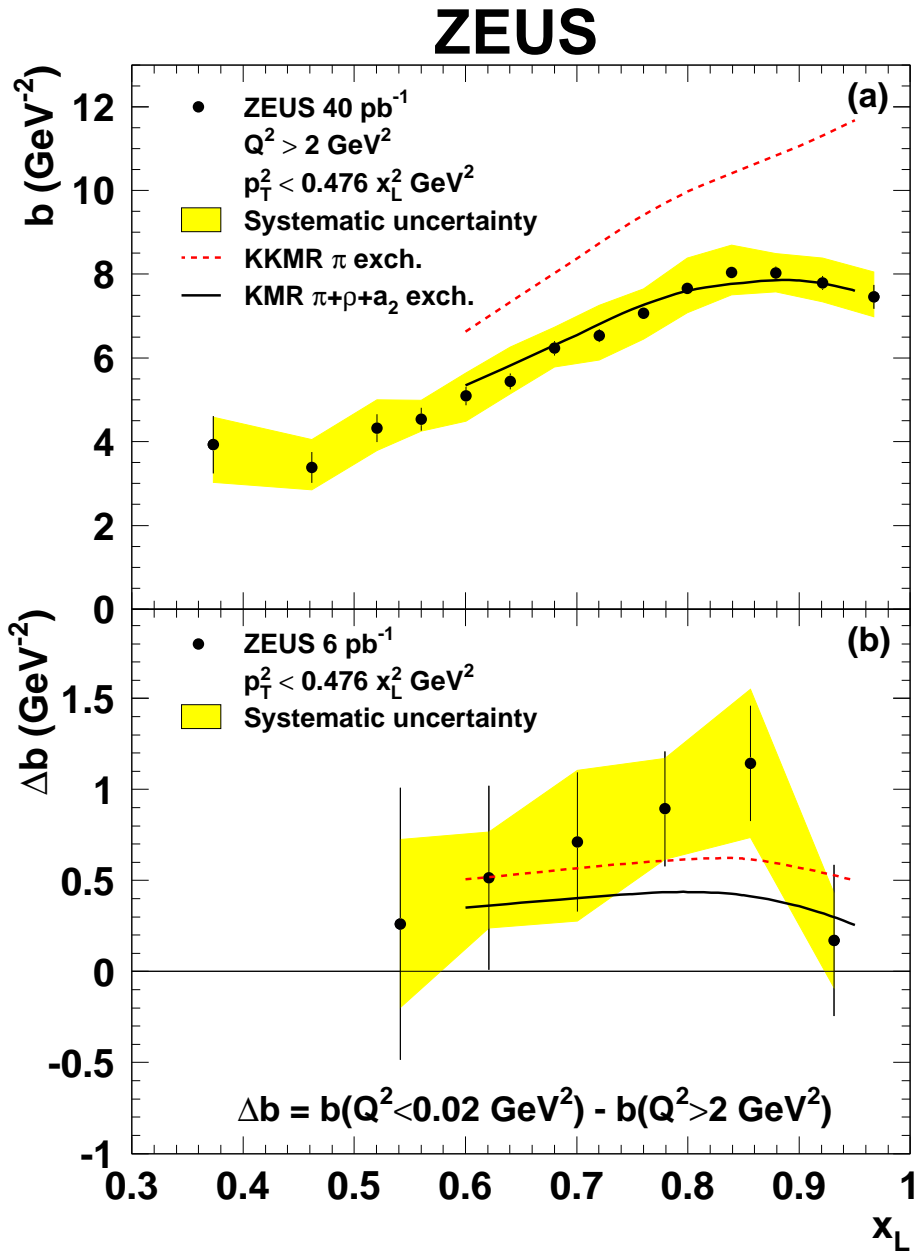 ZEUS
b (GeV⁻²)
(a)
ZEUS 40 pb⁻¹
Q² > 2 GeV²
p_T² < 0.476 x_L² GeV²
Systematic uncertainty
KKMR π exch.
KMR π+ρ+a₂ exch.
12
10
8
6
4
2
0
Δb (GeV⁻²)
(b)
ZEUS 6 pb⁻¹
p_T² < 0.476 x_L² GeV²
Systematic uncertainty
1.5
1
0.5
0
-0.5
-1
Δb = b(Q²<0.02 GeV²) - b(Q²>2 GeV²)
0.3 0.4 0.5 0.6 0.7 0.8 0.9 1
x_L